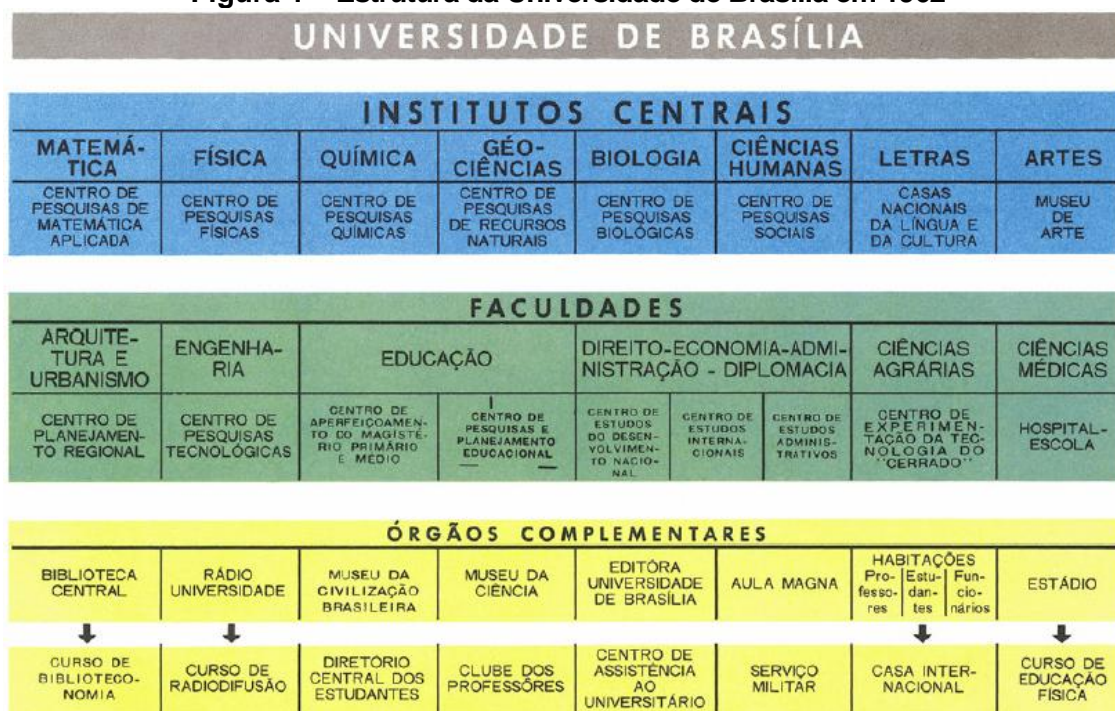 Figura 1 – Estrutura da Universidade de Brasília em 1962
UNIVERSIDADE DE BRASÍLIA
INSTITUTOS CENTRAIS
MATEMÁ-
TICA
FÍSICA
QUÍMICA
GÉO-
CIÊNCIAS
BIOLOGIA
CIÊNCIAS
HUMANAS
LETRAS
ARTES
CENTRO DE
PESQUISAS DE
MATEMÁTICA
APLICADA
CENTRO DE
PESQUISAS
FÍSICAS
CENTRO DE
PESQUISAS
QUÍMICAS
CENTRO DE
PESQUISAS
DE RECURSOS
NATURAIS
CENTRO DE
PESQUISAS
BIOLÓGICAS
CENTRO DE
PESQUISAS
SOCIAIS
CASAS
NACIONAIS
DA LÍNGUA E
DA CULTURA
MUSEU
DE
ARTE
FACULDADES
ARQUITE-
TURA E
URBANISMO
ENGENHA-
RIA
EDUCAÇÃO
DIREITO-ECONOMIA-ADMI-
NISTRAÇÃO - DIPLOMACIA
CIÊNCIAS
AGRÁRIAS
CIÊNCIAS
MÉDICAS
CENTRO DE
PLANEJAMEN-
TO REGIONAL
CENTRO DE
PESQUISAS
TECNOLÓGICAS
CENTRO DE
APERFEIÇOAMEN-
TO DO MAGISTÉ-
RIO PRIMÁRIO
E MÉDIO
CENTRO DE
PESQUISAS E
PLANEJAMENTO
EDUCACIONAL
CENTRO DE
ESTUDOS
DO DESEN-
VOLVIMEN-
TO NACIO-
NAL
CENTRO DE
ESTUDOS
INTERNA-
CIONAIS
CENTRO DE
ESTUDOS
ADMINIS-
TRATIVOS
CENTRO DE
EXPERIMEN-
TAÇÃO DA TEC-
NOLOGIA DO
"CERRADO"
HOSPITAL-
ESCOLA
ÓRGÃOS COMPLEMENTARES
BIBLIOTECA
CENTRAL
RÁDIO
UNIVERSIDADE
MUSEU DA
CIVILIZAÇÃO
BRASILEIRA
MUSEU DA
CIÊNCIA
EDITÔRA
UNIVERSIDADE
DE BRASÍLIA
AULA MAGNA
HABITAÇÕES
Pro-
fesso-
res
Estu-
dan-
tes
Fun-
cio-
nários
ESTÁDIO
CURSO DE
BIBLIOTECO-
NOMIA
CURSO DE
RADIODIFUSÃO
DIRETÓRIO
CENTRAL DOS
ESTUDANTES
CLUBE DOS
PROFESSÔRES
CENTRO DE
ASSISTÊNCIA
AO
UNIVERSITÁRIO
SERVIÇO
MILITAR
CASA INTER-
NACIONAL
CURSO DE
EDUCAÇÃO
FÍSICA